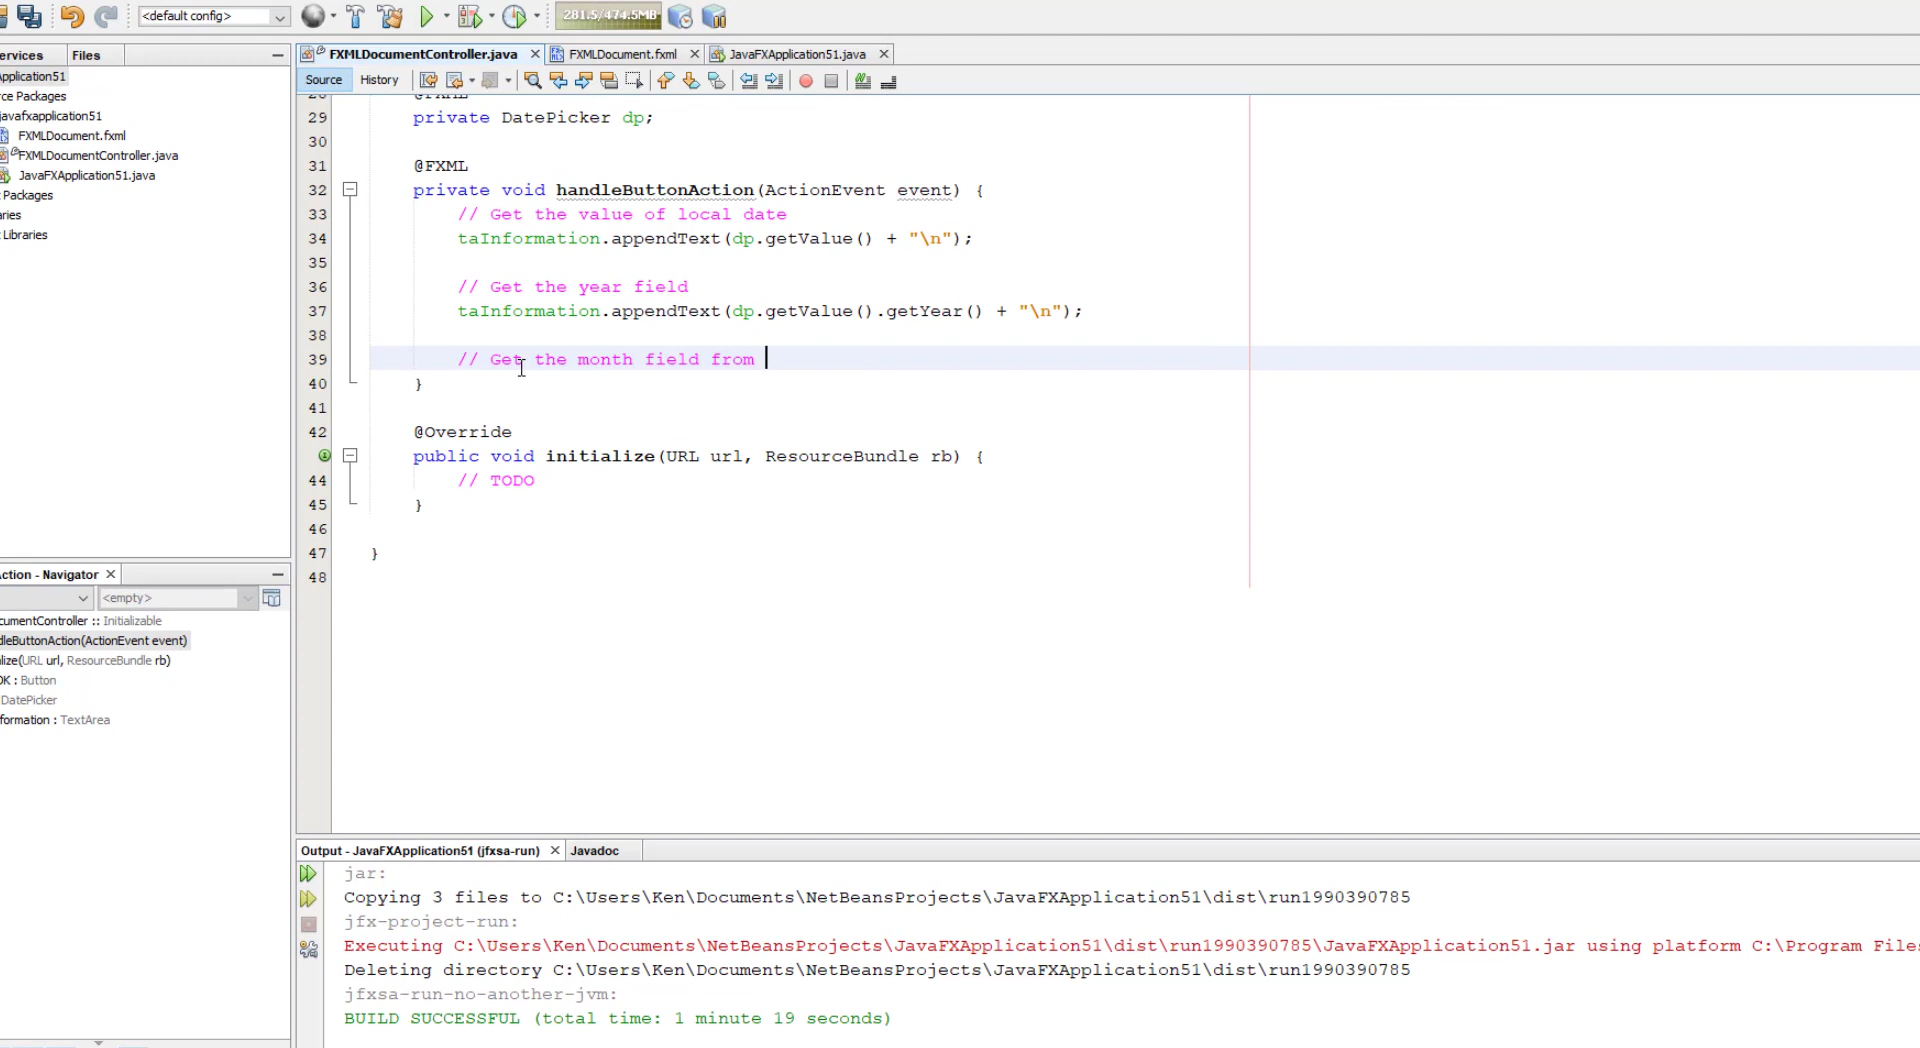 <default config>
281.5/474.5MB
ervices Files
FXMLDocumentController.java FXMLDocument.fxml JavaFXApplication51.java
Source History
pplication51
rce Packages
javafxapplication51
FXMLDocument.fxml
FXMLDocumentController.java
JavaFXApplication51.java
t Packages
aries
t Libraries
28 @FXML
29 private DatePicker dp;
30
31 @FXML
32 private void handleButtonAction(ActionEvent event) {
33 // Get the value of local date
34 taInformation.appendText(dp.getValue() + "\n");
35
36 // Get the year field
37 taInformation.appendText(dp.getValue().getYear() + "\n");
38
39 // Get the month field from
40 }
41
42 @Override
public void initialize(URL url, ResourceBundle rb) {
44 // TODO
45 }
46
47 }
48
ction - Navigator
<empty>
cumentController :: Initializable
dleButtonAction(ActionEvent event)
alize(URL url, ResourceBundle rb)
OK : Button
DatePicker
formation : TextArea
Output - JavaFXApplication51 (jfxsa-run) Javadoc
jar:
Copying 3 files to C:\Users\Ken\Documents\NetBeansProjects\JavaFXApplication51\dist\run1990390785
jfx-project-run:
Executing C:\Users\Ken\Documents\NetBeansProjects\JavaFXApplication51\dist\run1990390785\JavaFXApplication51.jar using platform C:\Program Files
Deleting directory C:\Users\Ken\Documents\NetBeansProjects\JavaFXApplication51\dist\run1990390785
jfxsa-run-no-another-jvm:
BUILD SUCCESSFUL (total time: 1 minute 19 seconds)